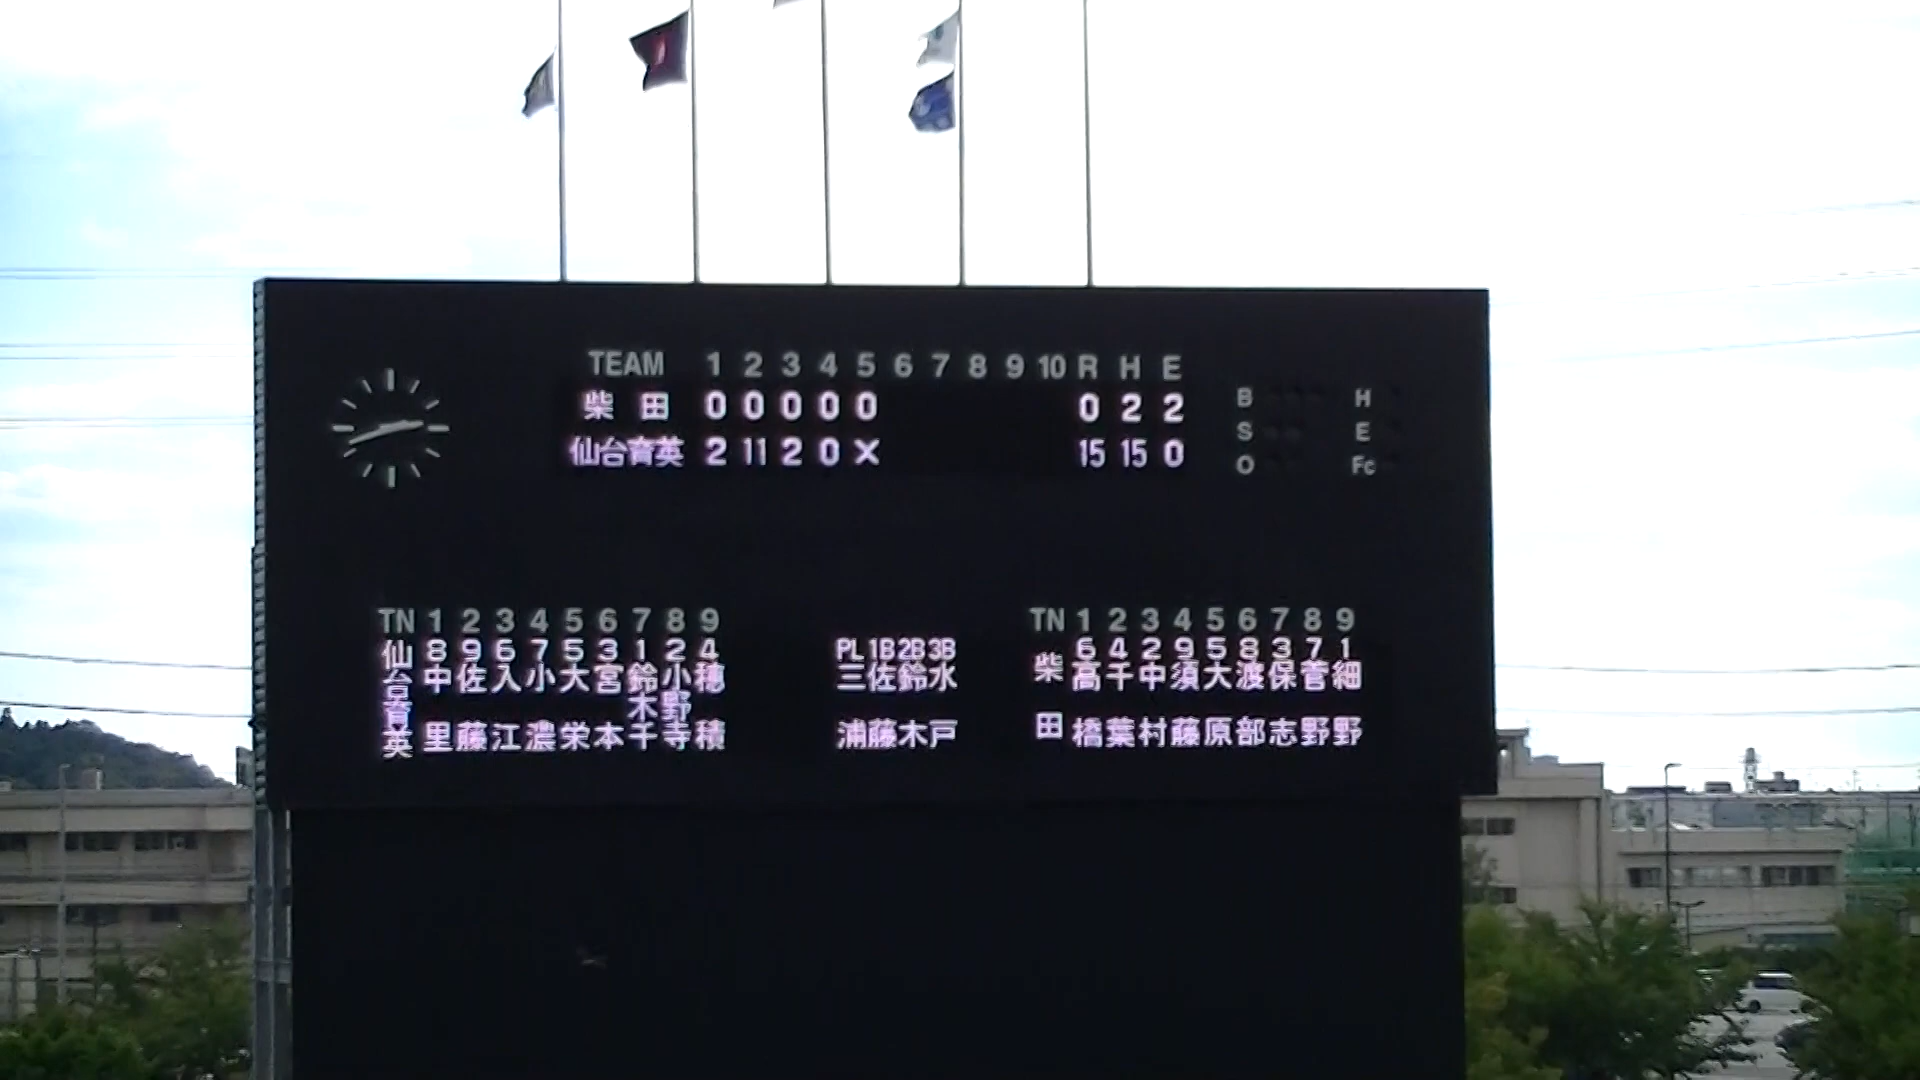 TEAM 1 2 3 4 5 6 7 8 9 10 R H E
柴田 0 0 0 0 0 0 2 2
仙台育英 2 11 2 0 X 15 15 0
B H
S E
O Fc
TN 1 2 3 4 5 6 7 8 9
仙台育英
8 9 6 7 5 3 1 2 4
中里
佐藤
入江
小濃
大栄
宮本
鈴木千
小野寺
穂積
PL 1B 2B 3B
三浦
佐藤
鈴木
水戸
TN 1 2 3 4 5 6 7 8 9
柴田
6 4 2 9 5 8 3 7 1
高橋
千葉
中村
須藤
大原
渡部
保志
菅野
細野